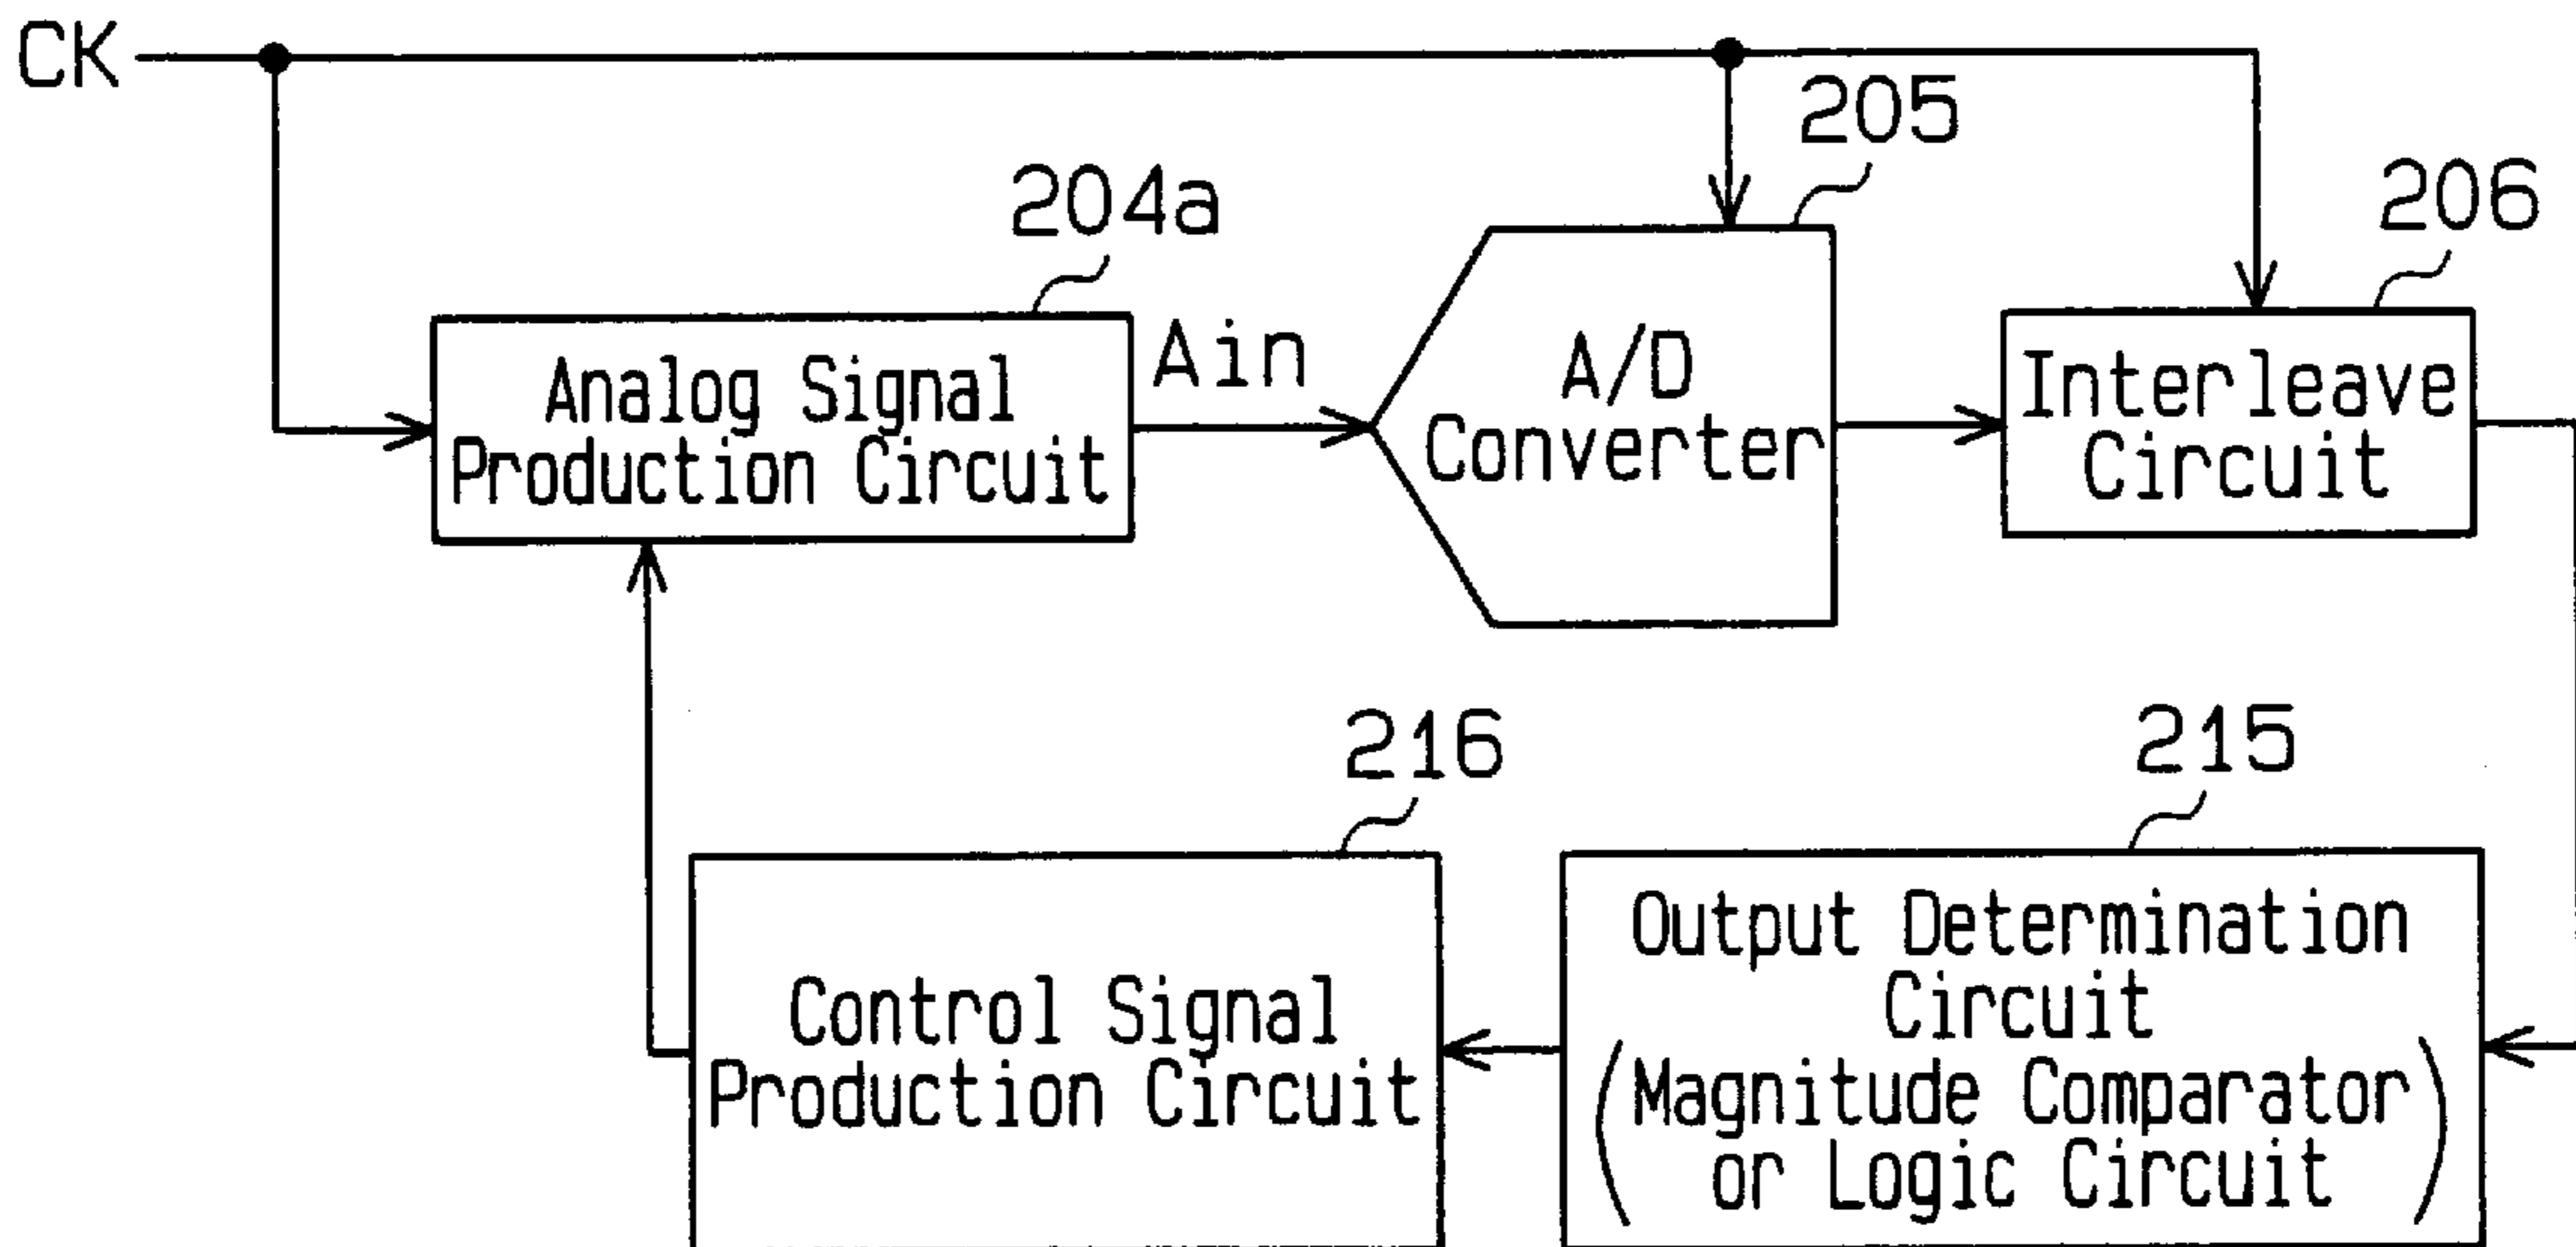 CK
205
204a
206
Analog Signal
Production Circuit
Ain
A/D
Converter
Interleave
Circuit
216
215
Control Signal
Production Circuit
Output Determination
Circuit
(Magnitude Comparator
or Logic Circuit)